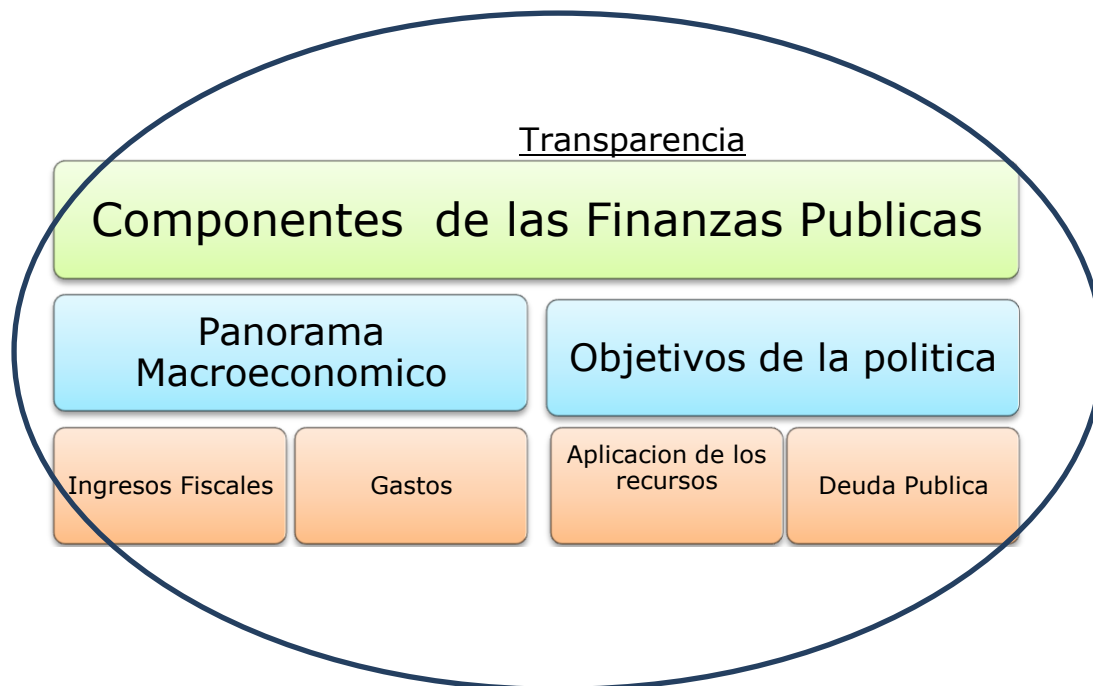 Transparencia
Componentes  de las Finanzas Publicas
Panorama
Macroeconomico
Objetivos de la politica
Ingresos Fiscales
Gastos
Aplicacion de los
recursos
Deuda Publica